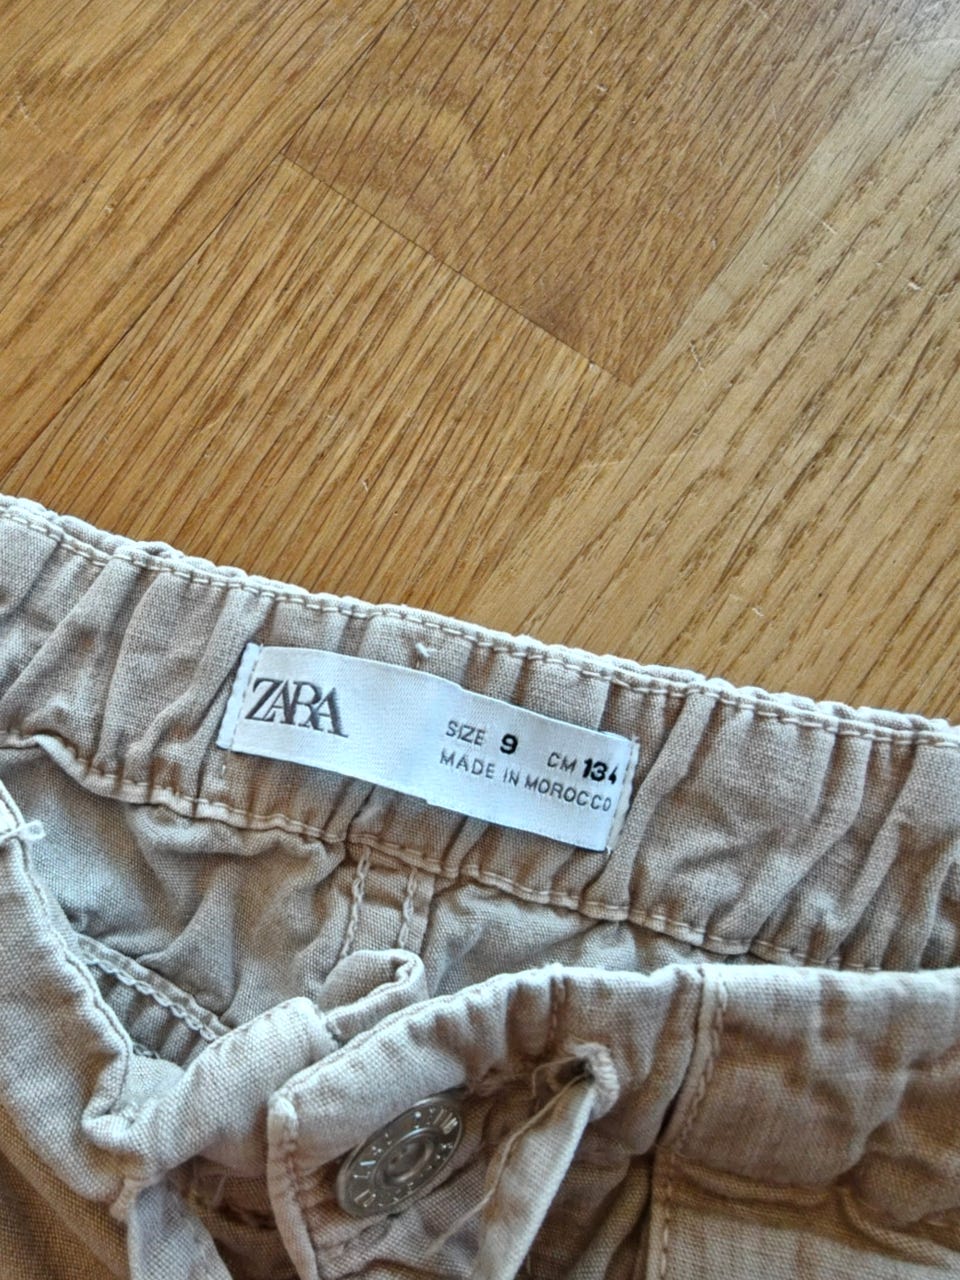 ZARA
SIZE 9 CM 134
MADE IN MOROCCO